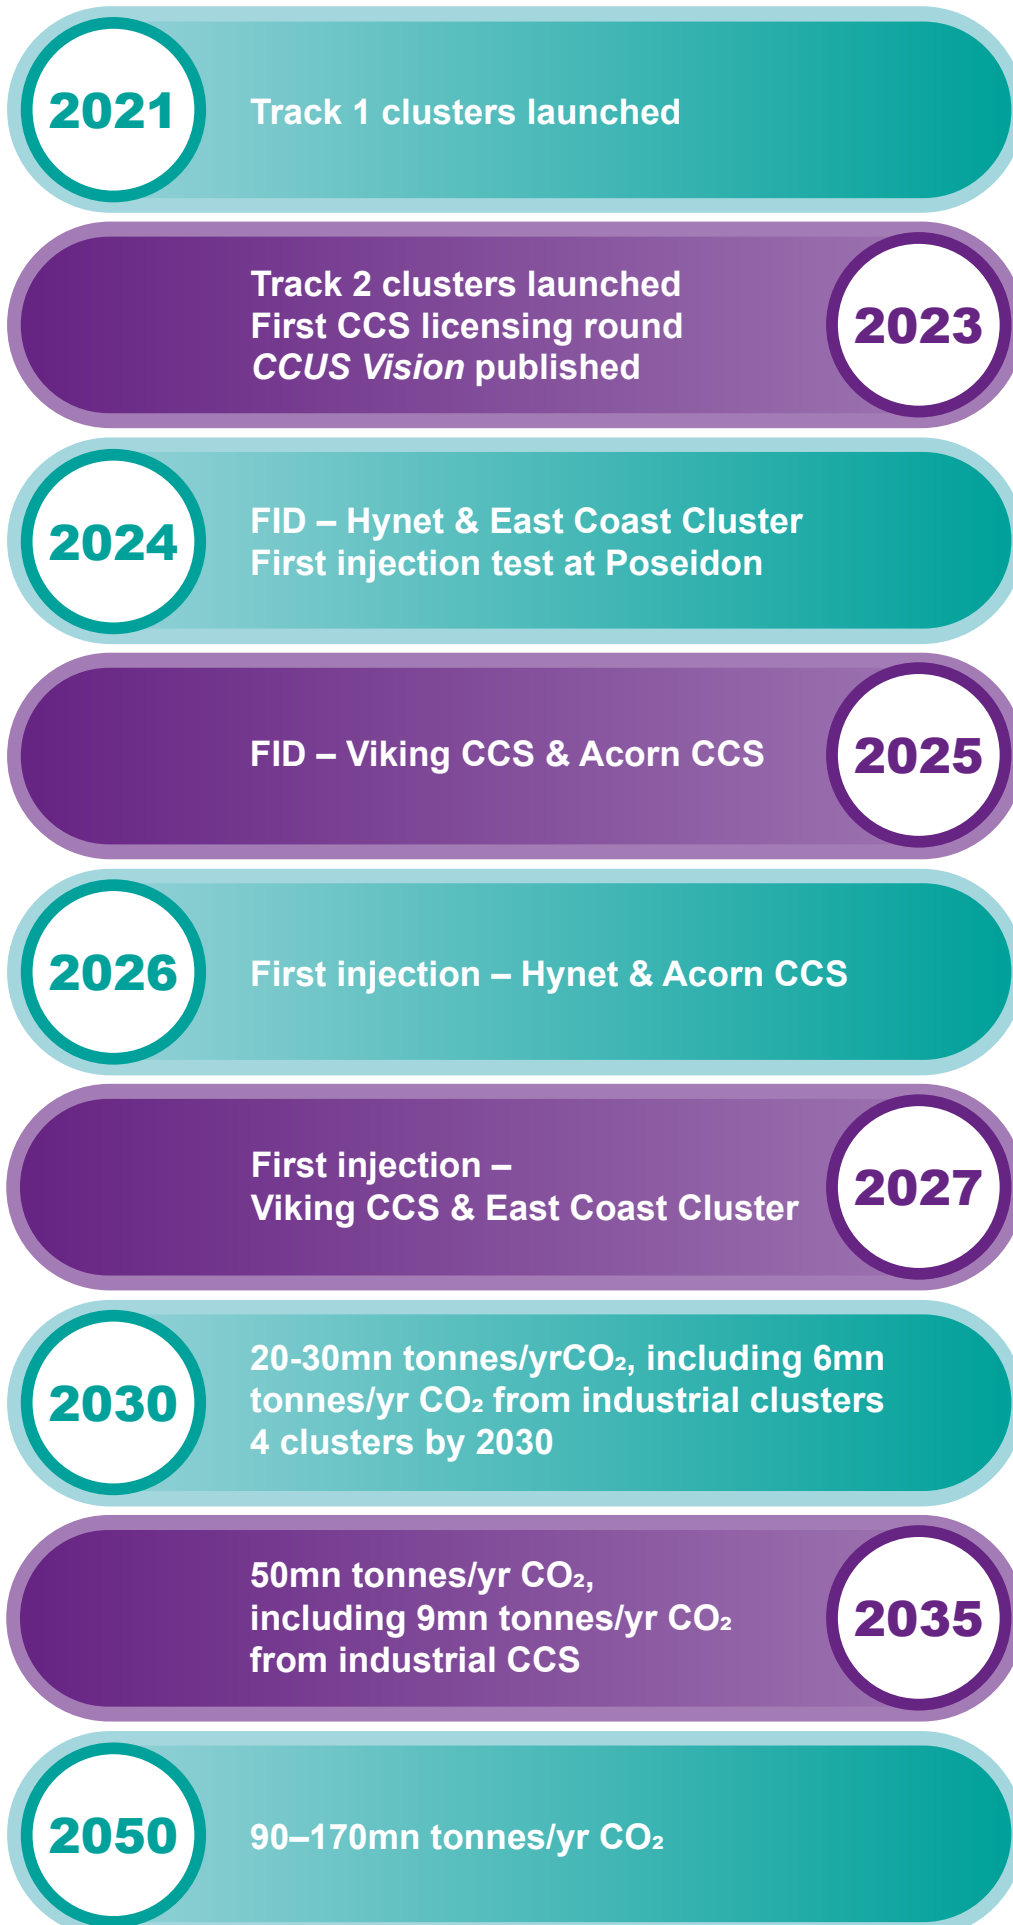 2021
Track 1 clusters launched
Track 2 clusters launched
First CCS licensing round
CCUS Vision published
2023
2024
FID – Hynet & East Coast Cluster
First injection test at Poseidon
FID – Viking CCS & Acorn CCS
2025
2026
First injection – Hynet & Acorn CCS
First injection –
Viking CCS & East Coast Cluster
2027
2030
20-30mn tonnes/yrCO₂, including 6mn
tonnes/yr CO₂ from industrial clusters
4 clusters by 2030
50mn tonnes/yr CO₂,
including 9mn tonnes/yr CO₂
from industrial CCS
2035
2050
90–170mn tonnes/yr CO₂